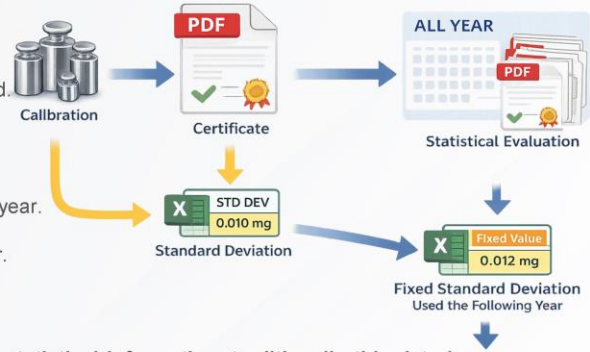 PDF
ALL YEAR
d.
PDF
Callbration
Certificate
Statistical Evaluation
year.
X
STD DEV
0.010 mg
r.
Standard Deviation
X
Fixed Value
0.012 mg
Fixed Standard Deviation
Used the Following Year